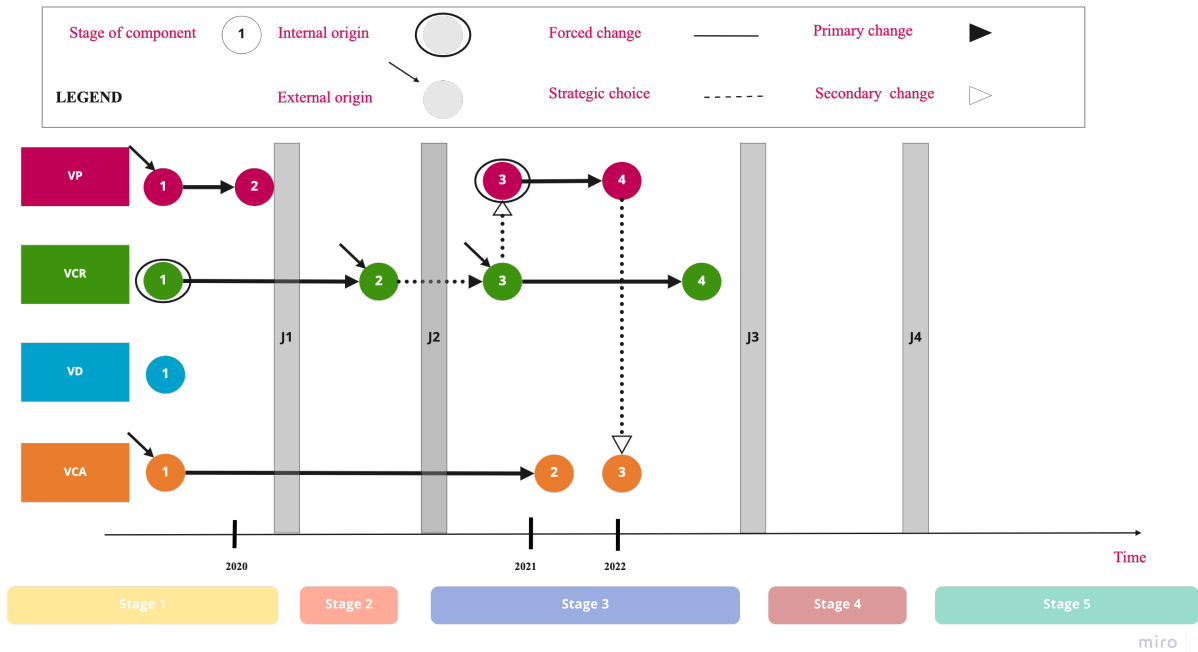 Stage of component 1 Internal origin Forced change Primary change
LEGEND External origin Strategic choice Secondary change
VP 1 2 3 4
VCR 1 2 3 4
J1 J2 J3 J4
VD 1
VCA 1 2 3
2020 2021 2022
Time
Stage 1 Stage 2 Stage 3 Stage 4 Stage 5
miro